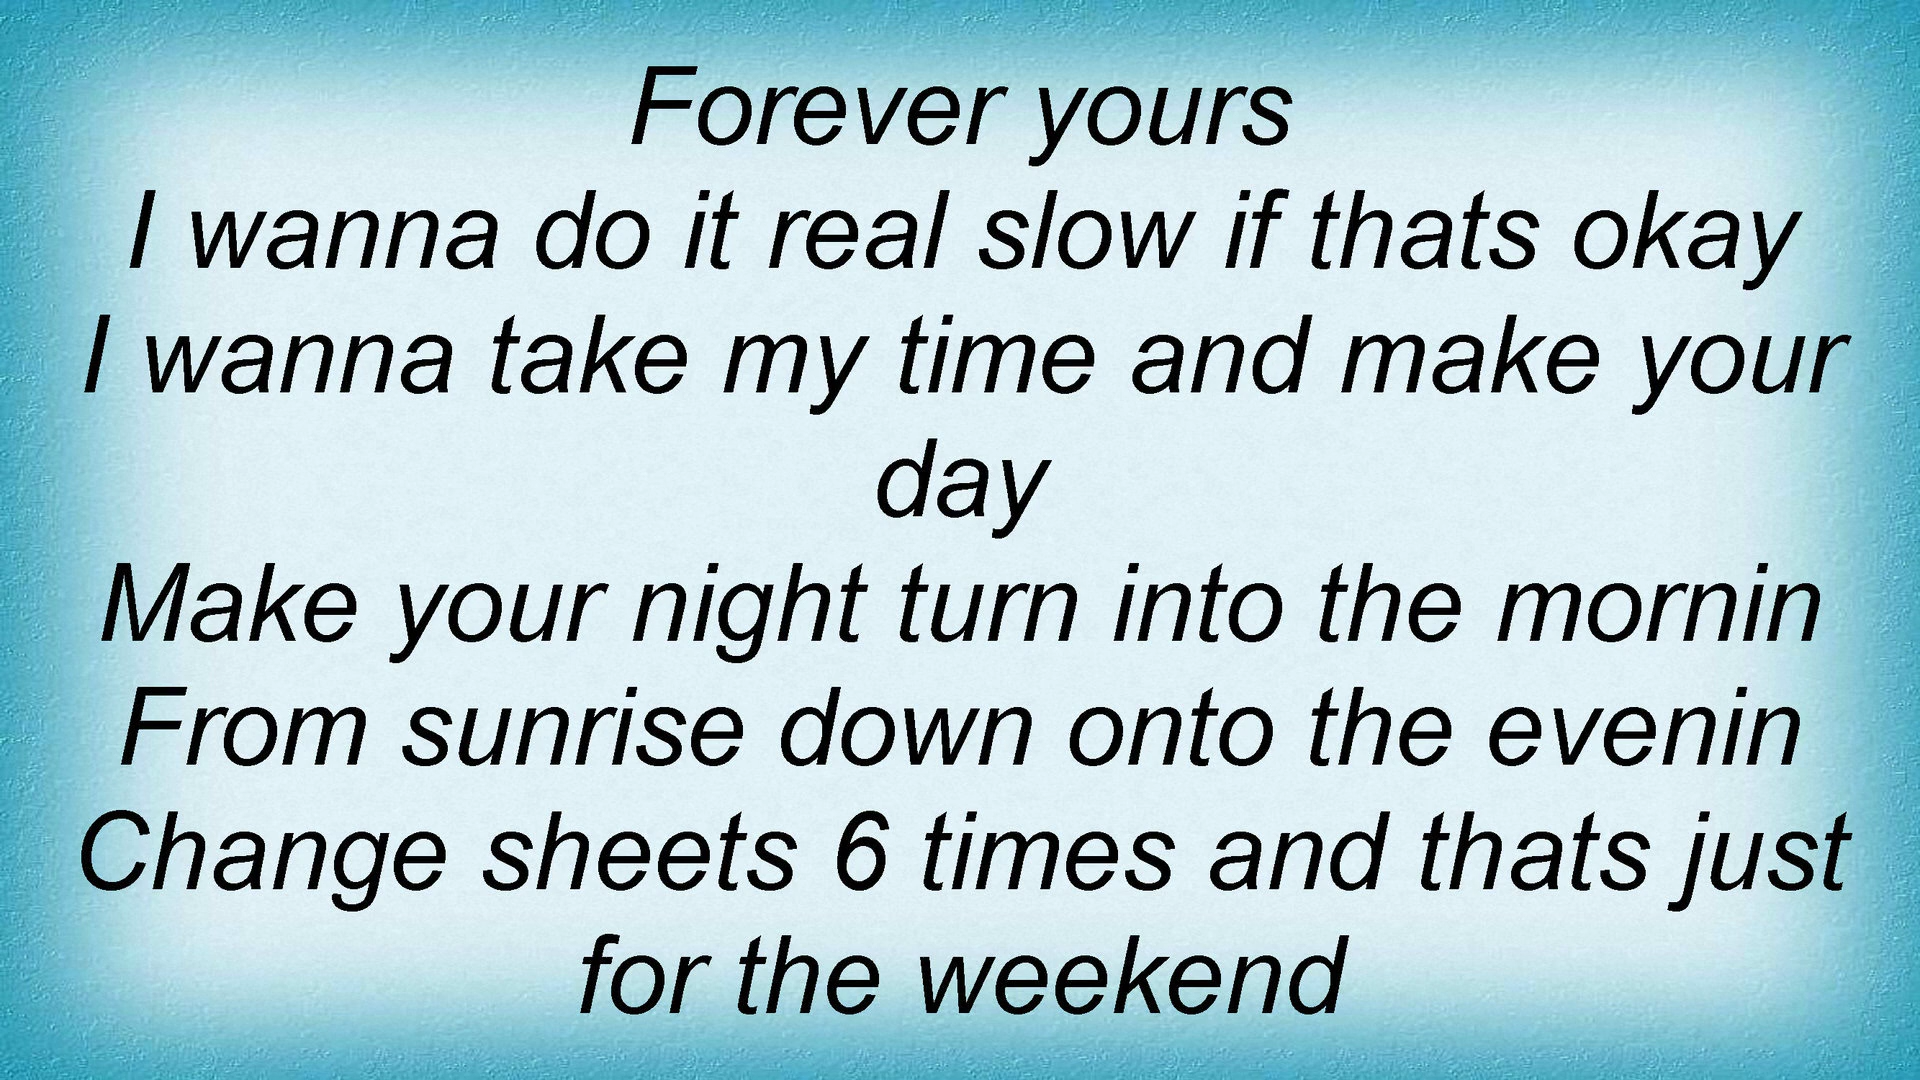 Forever yours
I wanna do it real slow if thats okay
I wanna take my time and make your
day
Make your night turn into the mornin
From sunrise down onto the evenin
Change sheets 6 times and thats just
for the weekend